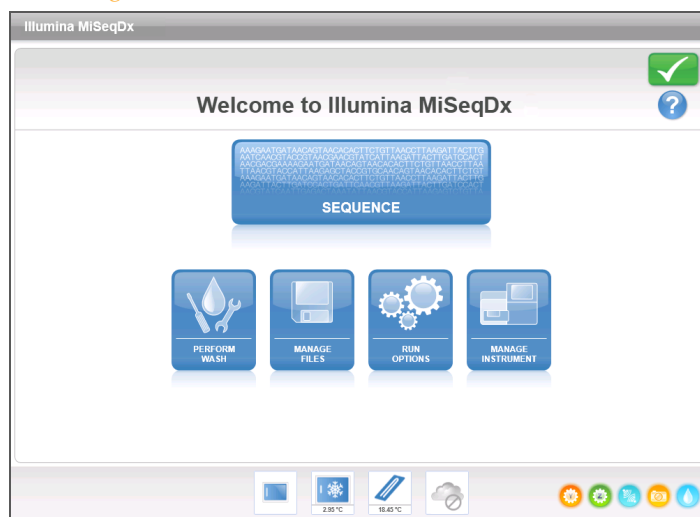 Illumina MiSeqDx
Welcome to Illumina MiSeqDx
SEQUENCE
PERFORM
WASH
MANAGE
FILES
RUN
OPTIONS
MANAGE
INSTRUMENT
2.95 °C
18.45 °C